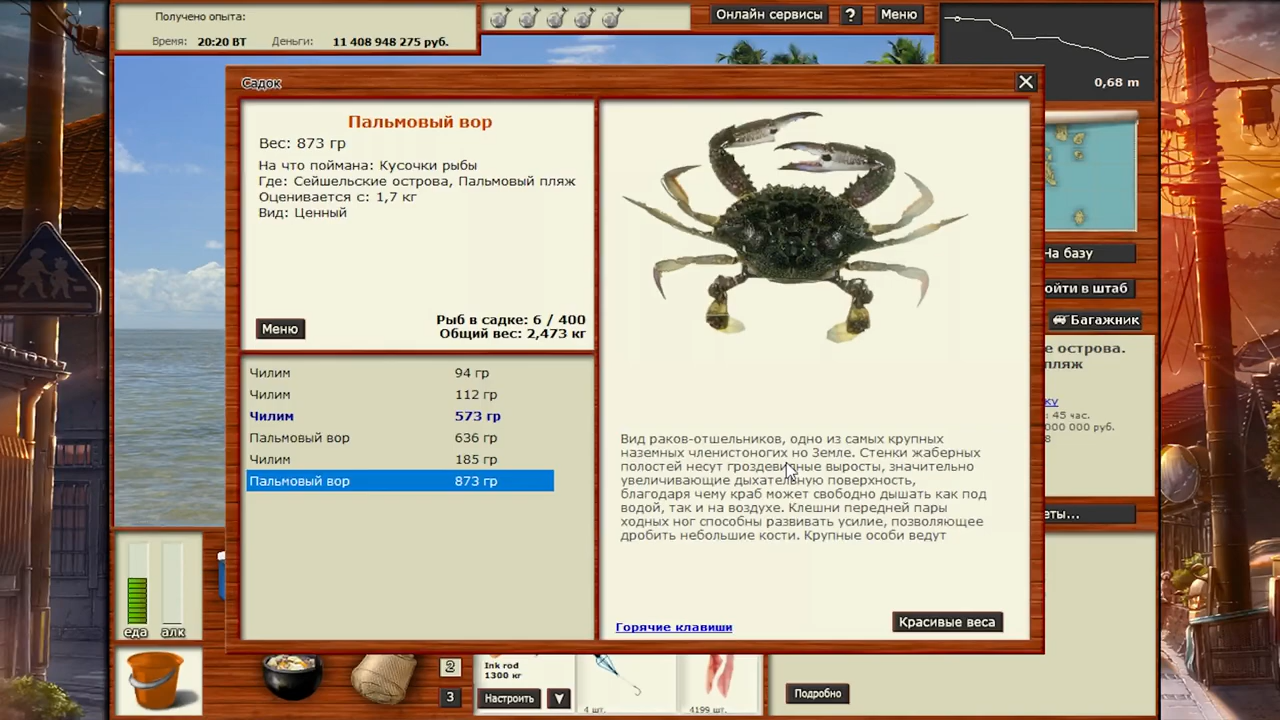 Получено опыта:
Время: 20:20 ВТ Деньги: 11 408 948 275 руб.
Онлайн сервисы
?
Меню
0,68 m
Садок
Пальмовый вор
Вес: 873 гр
На что поймана: Кусочки рыбы
Где: Сейшельские острова, Пальмовый пляж
Оценивается с: 1,7 кг
Вид: Ценный
Рыб в садке: 6 / 400
Общий вес: 2,473 кг
Меню
Чилим 94 гр
Чилим 112 гр
Чилим 573 гр
Пальмовый вор 636 гр
Чилим 185 гр
Пальмовый вор 873 гр
Вид раков-отшельников, одно из самых крупных
наземных членистоногих но Земле. Стенки жаберных
полостей несут гроздевидные выросты, значительно
увеличивающие дыхательную поверхность,
благодаря чему краб может свободно дышать как под
водой, так и на воздухе. Клешни передней пары
ходных ног способны развивать усилие, позволяющее
дробить небольшие кости. Крупные особи ведут
Горячие клавиши
Красивые веса
На базу
ойти в штаб
Багажник
е острова.
пляж
ку
45 час.
000 000 руб.
8
еты...
еда алк
2
3
Ink rod
1300 кг
Настроить
4 шт.
4199 шт.
Подробно